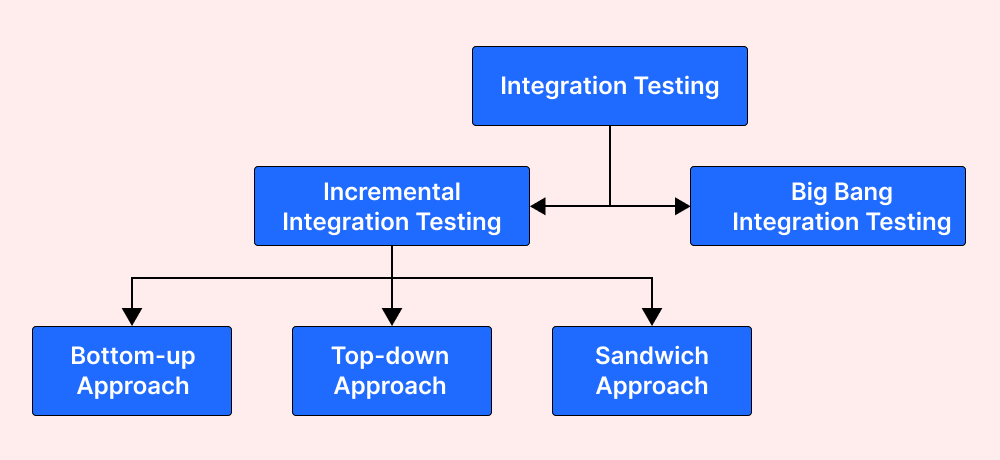 Integration Testing
Incremental
Integration Testing
Big Bang
Integration Testing
Bottom-up
Approach
Top-down
Approach
Sandwich
Approach